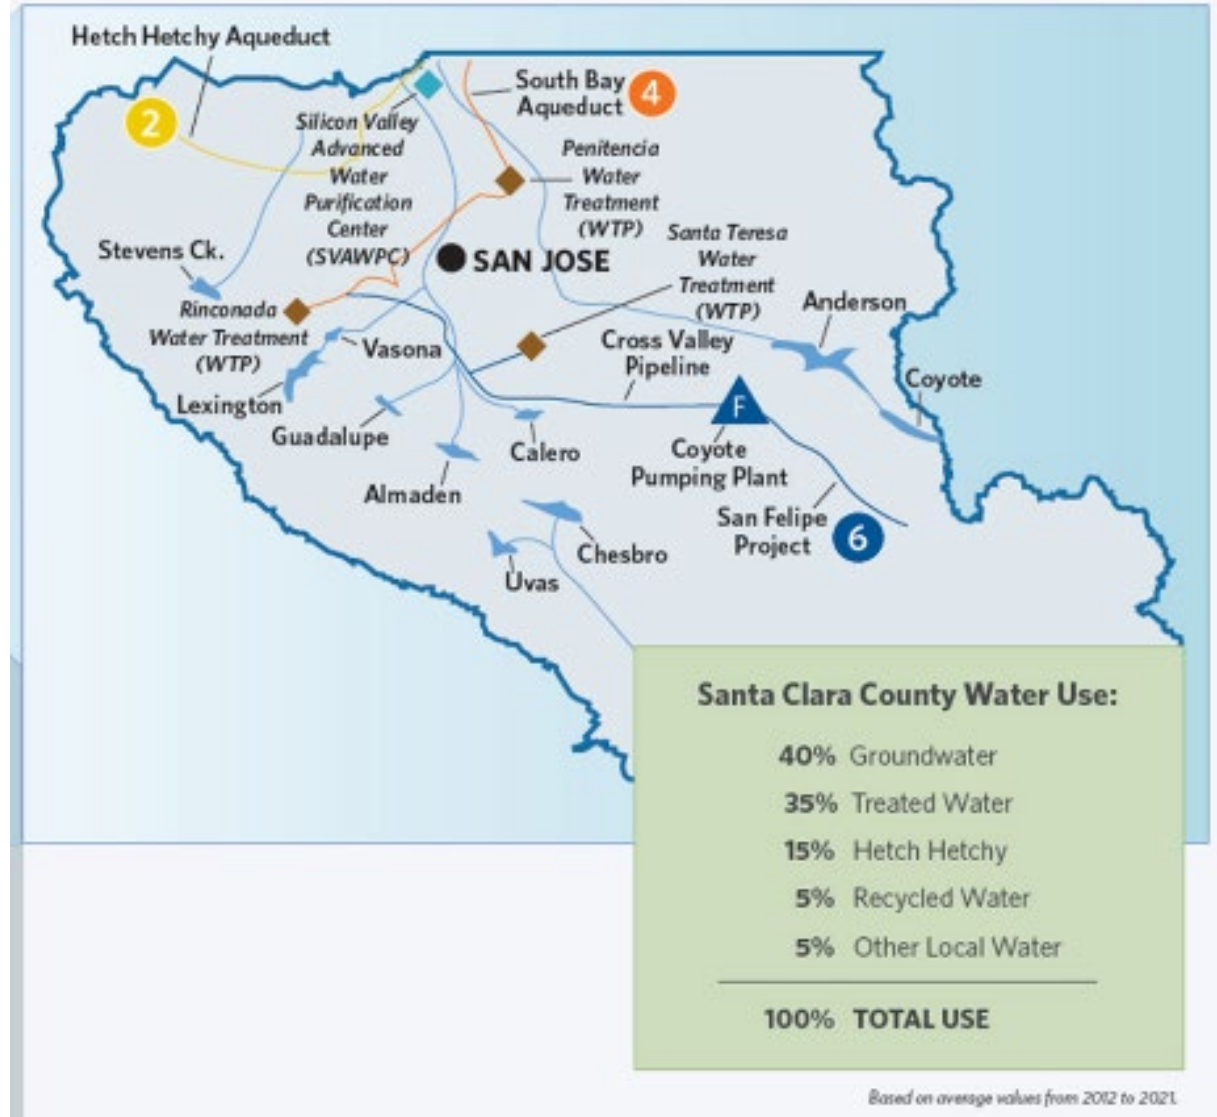 Hetch Hetchy Aqueduct
2
South Bay
Aqueduct
4
Silicon Valley
Advanced
Water
Purification
Center
(SVAWPC)
Penitencia
Water
Treatment
(WTP)
Santa Teresa
Water
Treatment
(WTP)
Stevens Ck.
SAN JOSE
Rinconada
Water Treatment
(WTP)
Anderson
Vasona
Cross Valley
Pipeline
Coyote
Lexington
F
Guadalupe
Calero
Coyote
Pumping Plant
Almaden
San Felipe
Project
6
Chesbro
Uvas
Santa Clara County Water Use:
40% Groundwater
35% Treated Water
15% Hetch Hetchy
5% Recycled Water
5% Other Local Water
100% TOTAL USE
Based on average values from 2012 to 2021.